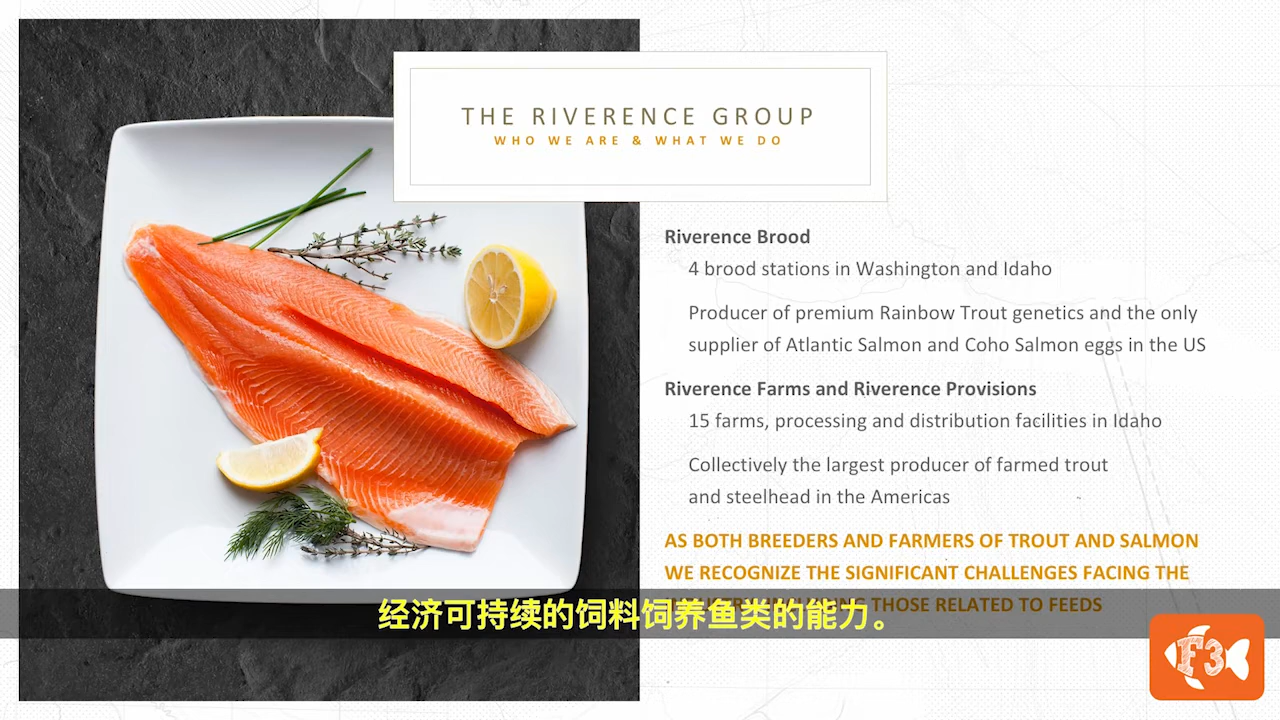 THE RIVERENCE GROUP
WHO WE ARE & WHAT WE DO
Riverence Brood
4 brood stations in Washington and Idaho
Producer of premium Rainbow Trout genetics and the only
supplier of Atlantic Salmon and Coho Salmon eggs in the US
Riverence Farms and Riverence Provisions
15 farms, processing and distribution facilities in Idaho
Collectively the largest producer of farmed trout
and steelhead in the Americas
AS BOTH BREEDERS AND FARMERS OF TROUT AND SALMON
WE RECOGNIZE THE SIGNIFICANT CHALLENGES FACING THE
THOSE RELATED TO FEEDS
经济可持续的饲料饲养鱼类的能力。
F3